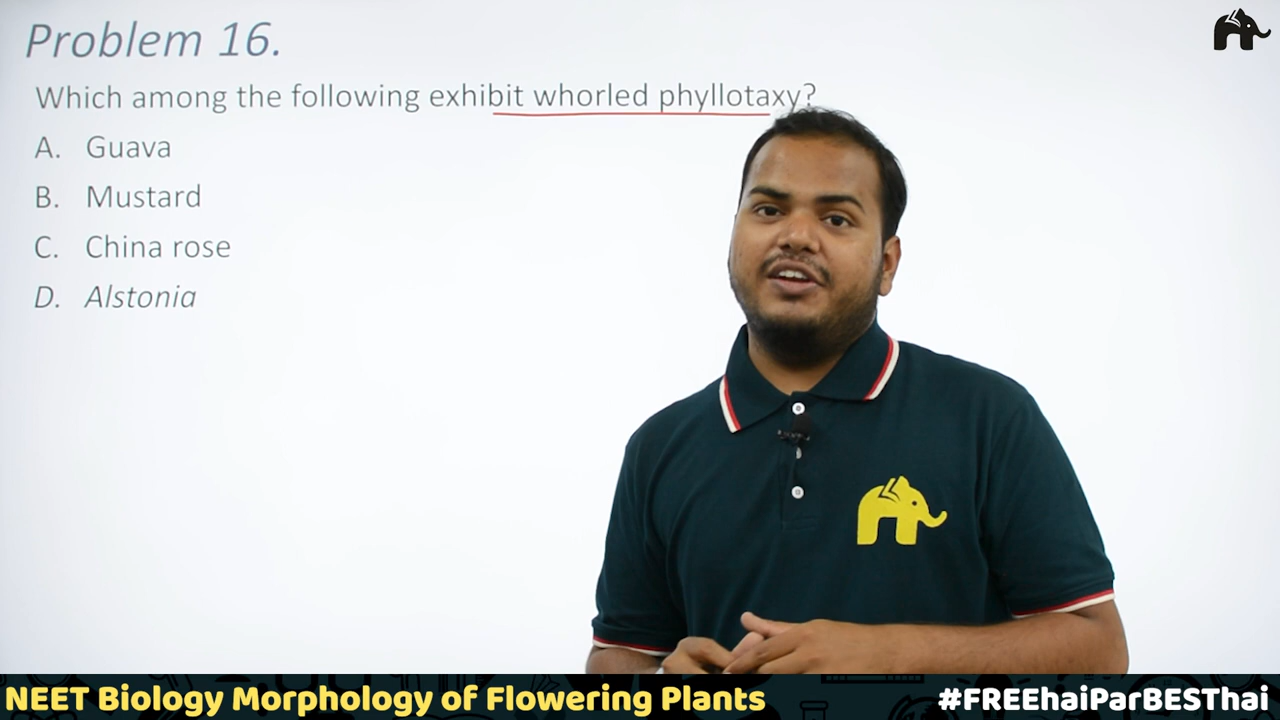 Problem 16.
Which among the following exhibit whorled phyllotaxy?
A. Guava
B. Mustard
C. China rose
D. Alstonia
NEET Biology Morphology of Flowering Plants
#FREEhaiParBESThai